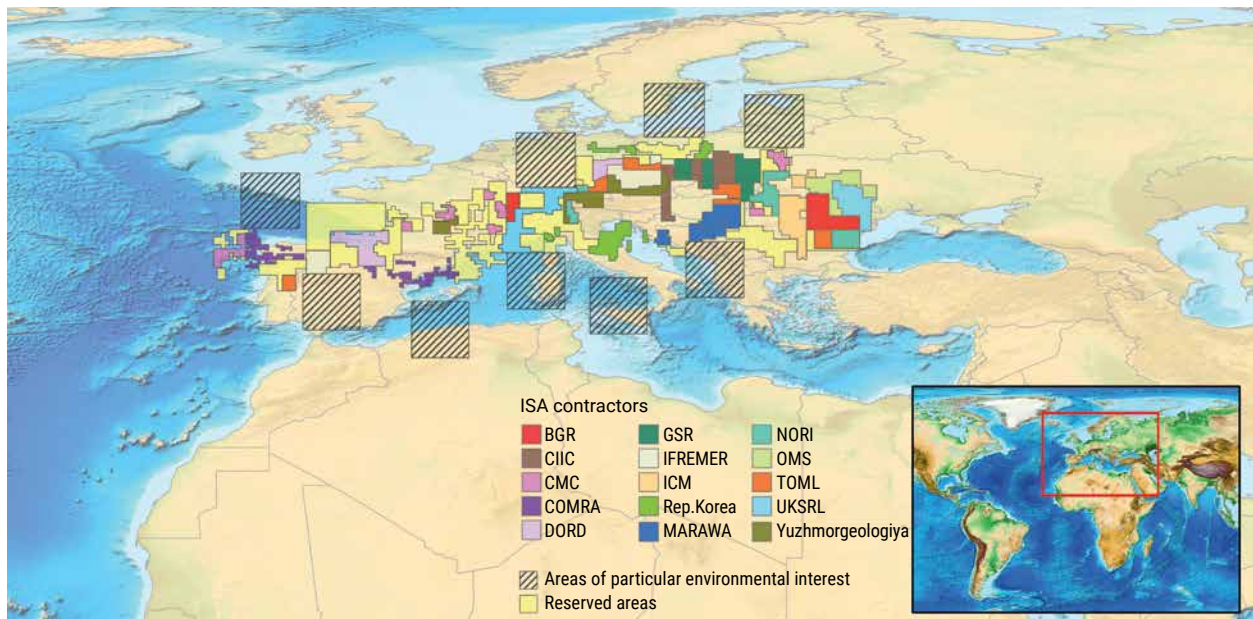 ISA contractors
BGR GSR NORI
CIIC IFREMER OMS
CMC ICM TOML
COMRA Rep.Korea UKSRL
DORD MARAWA Yuzhmorgeologiya
Areas of particular environmental interest
Reserved areas